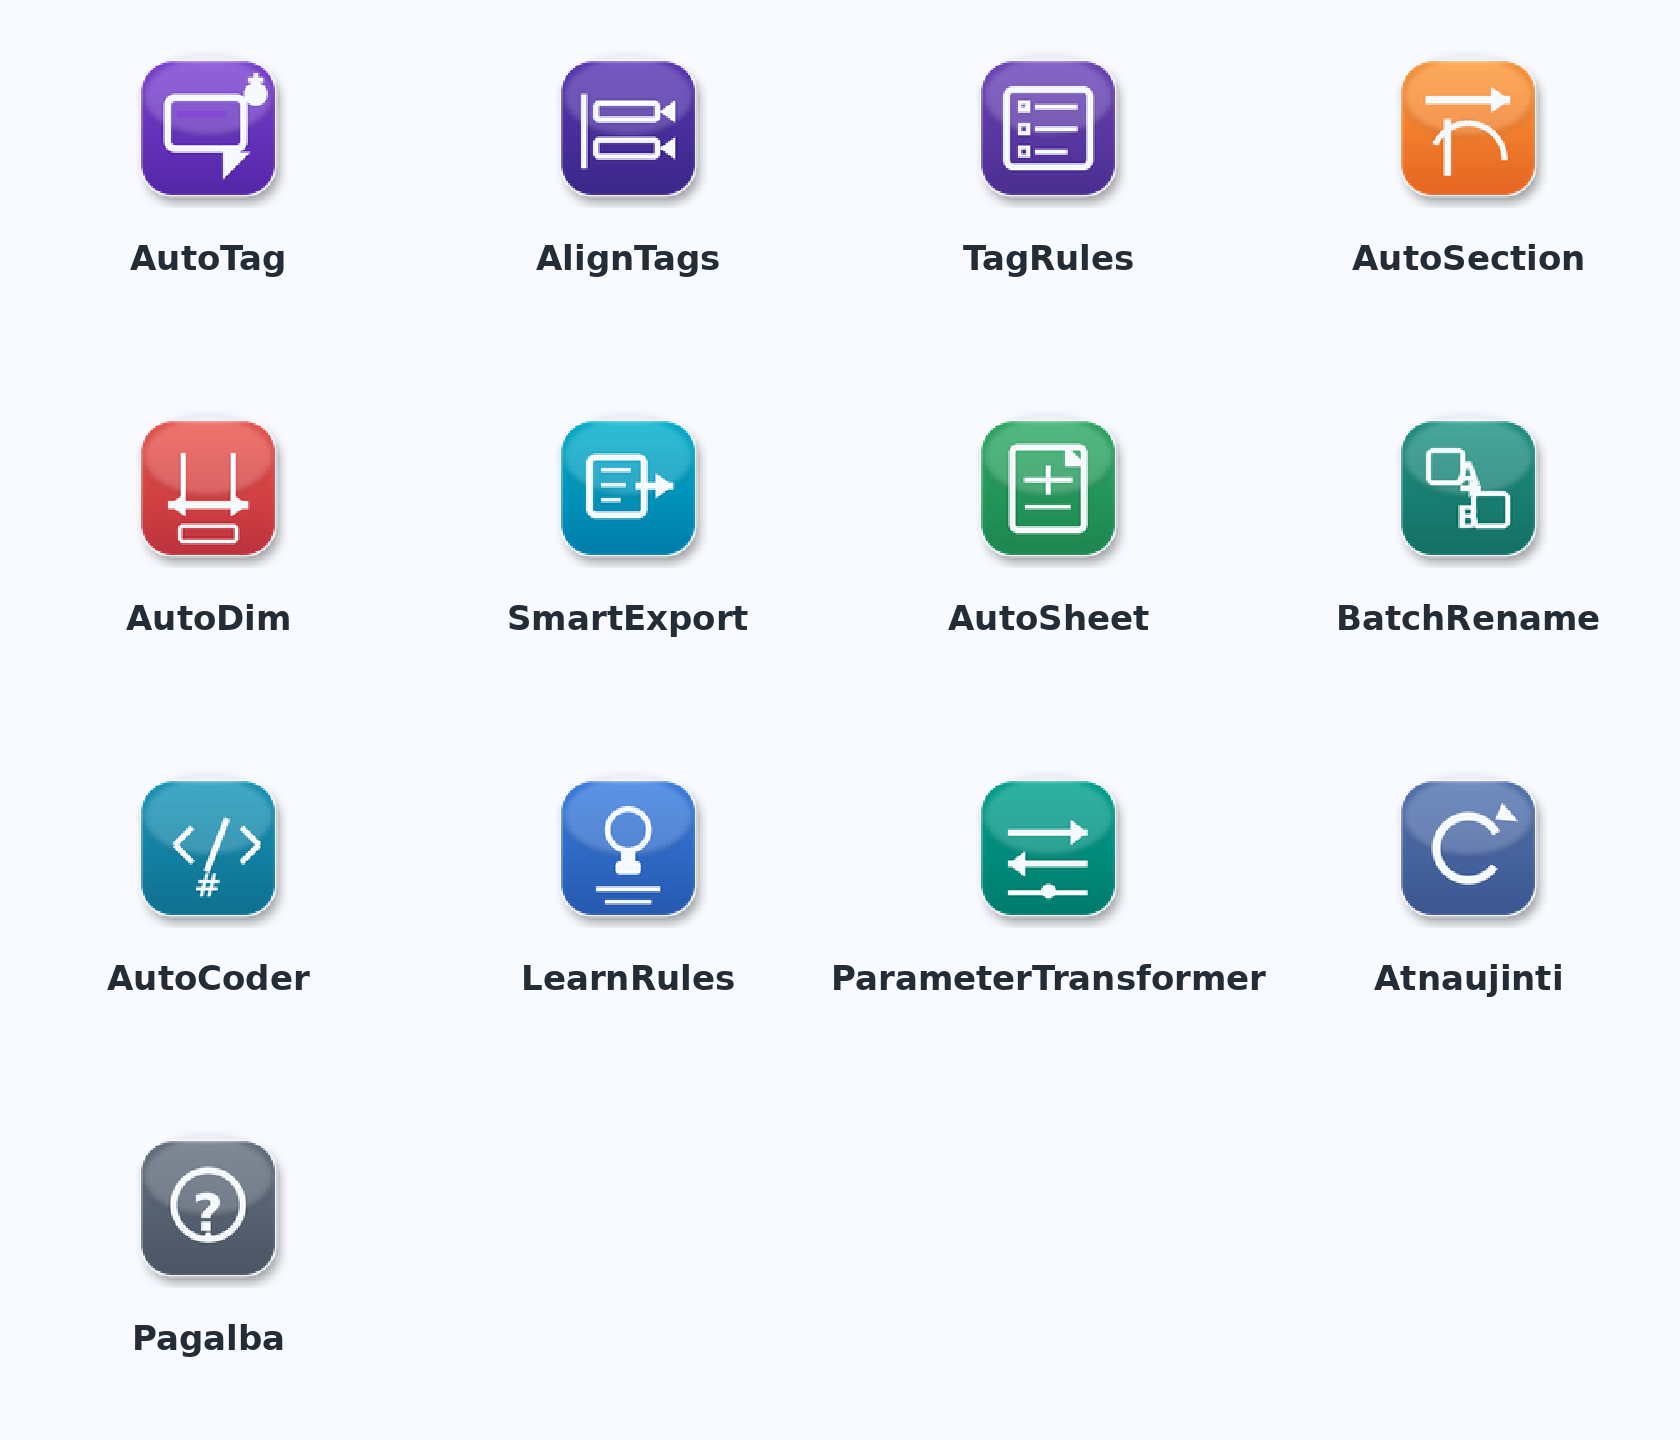 AutoTag
AlignTags
TagRules
AutoSection
AutoDim
SmartExport
AutoSheet
A
B
BatchRename
</>
#
AutoCoder
LearnRules
ParameterTransformer
Atnaujinti
?
Pagalba